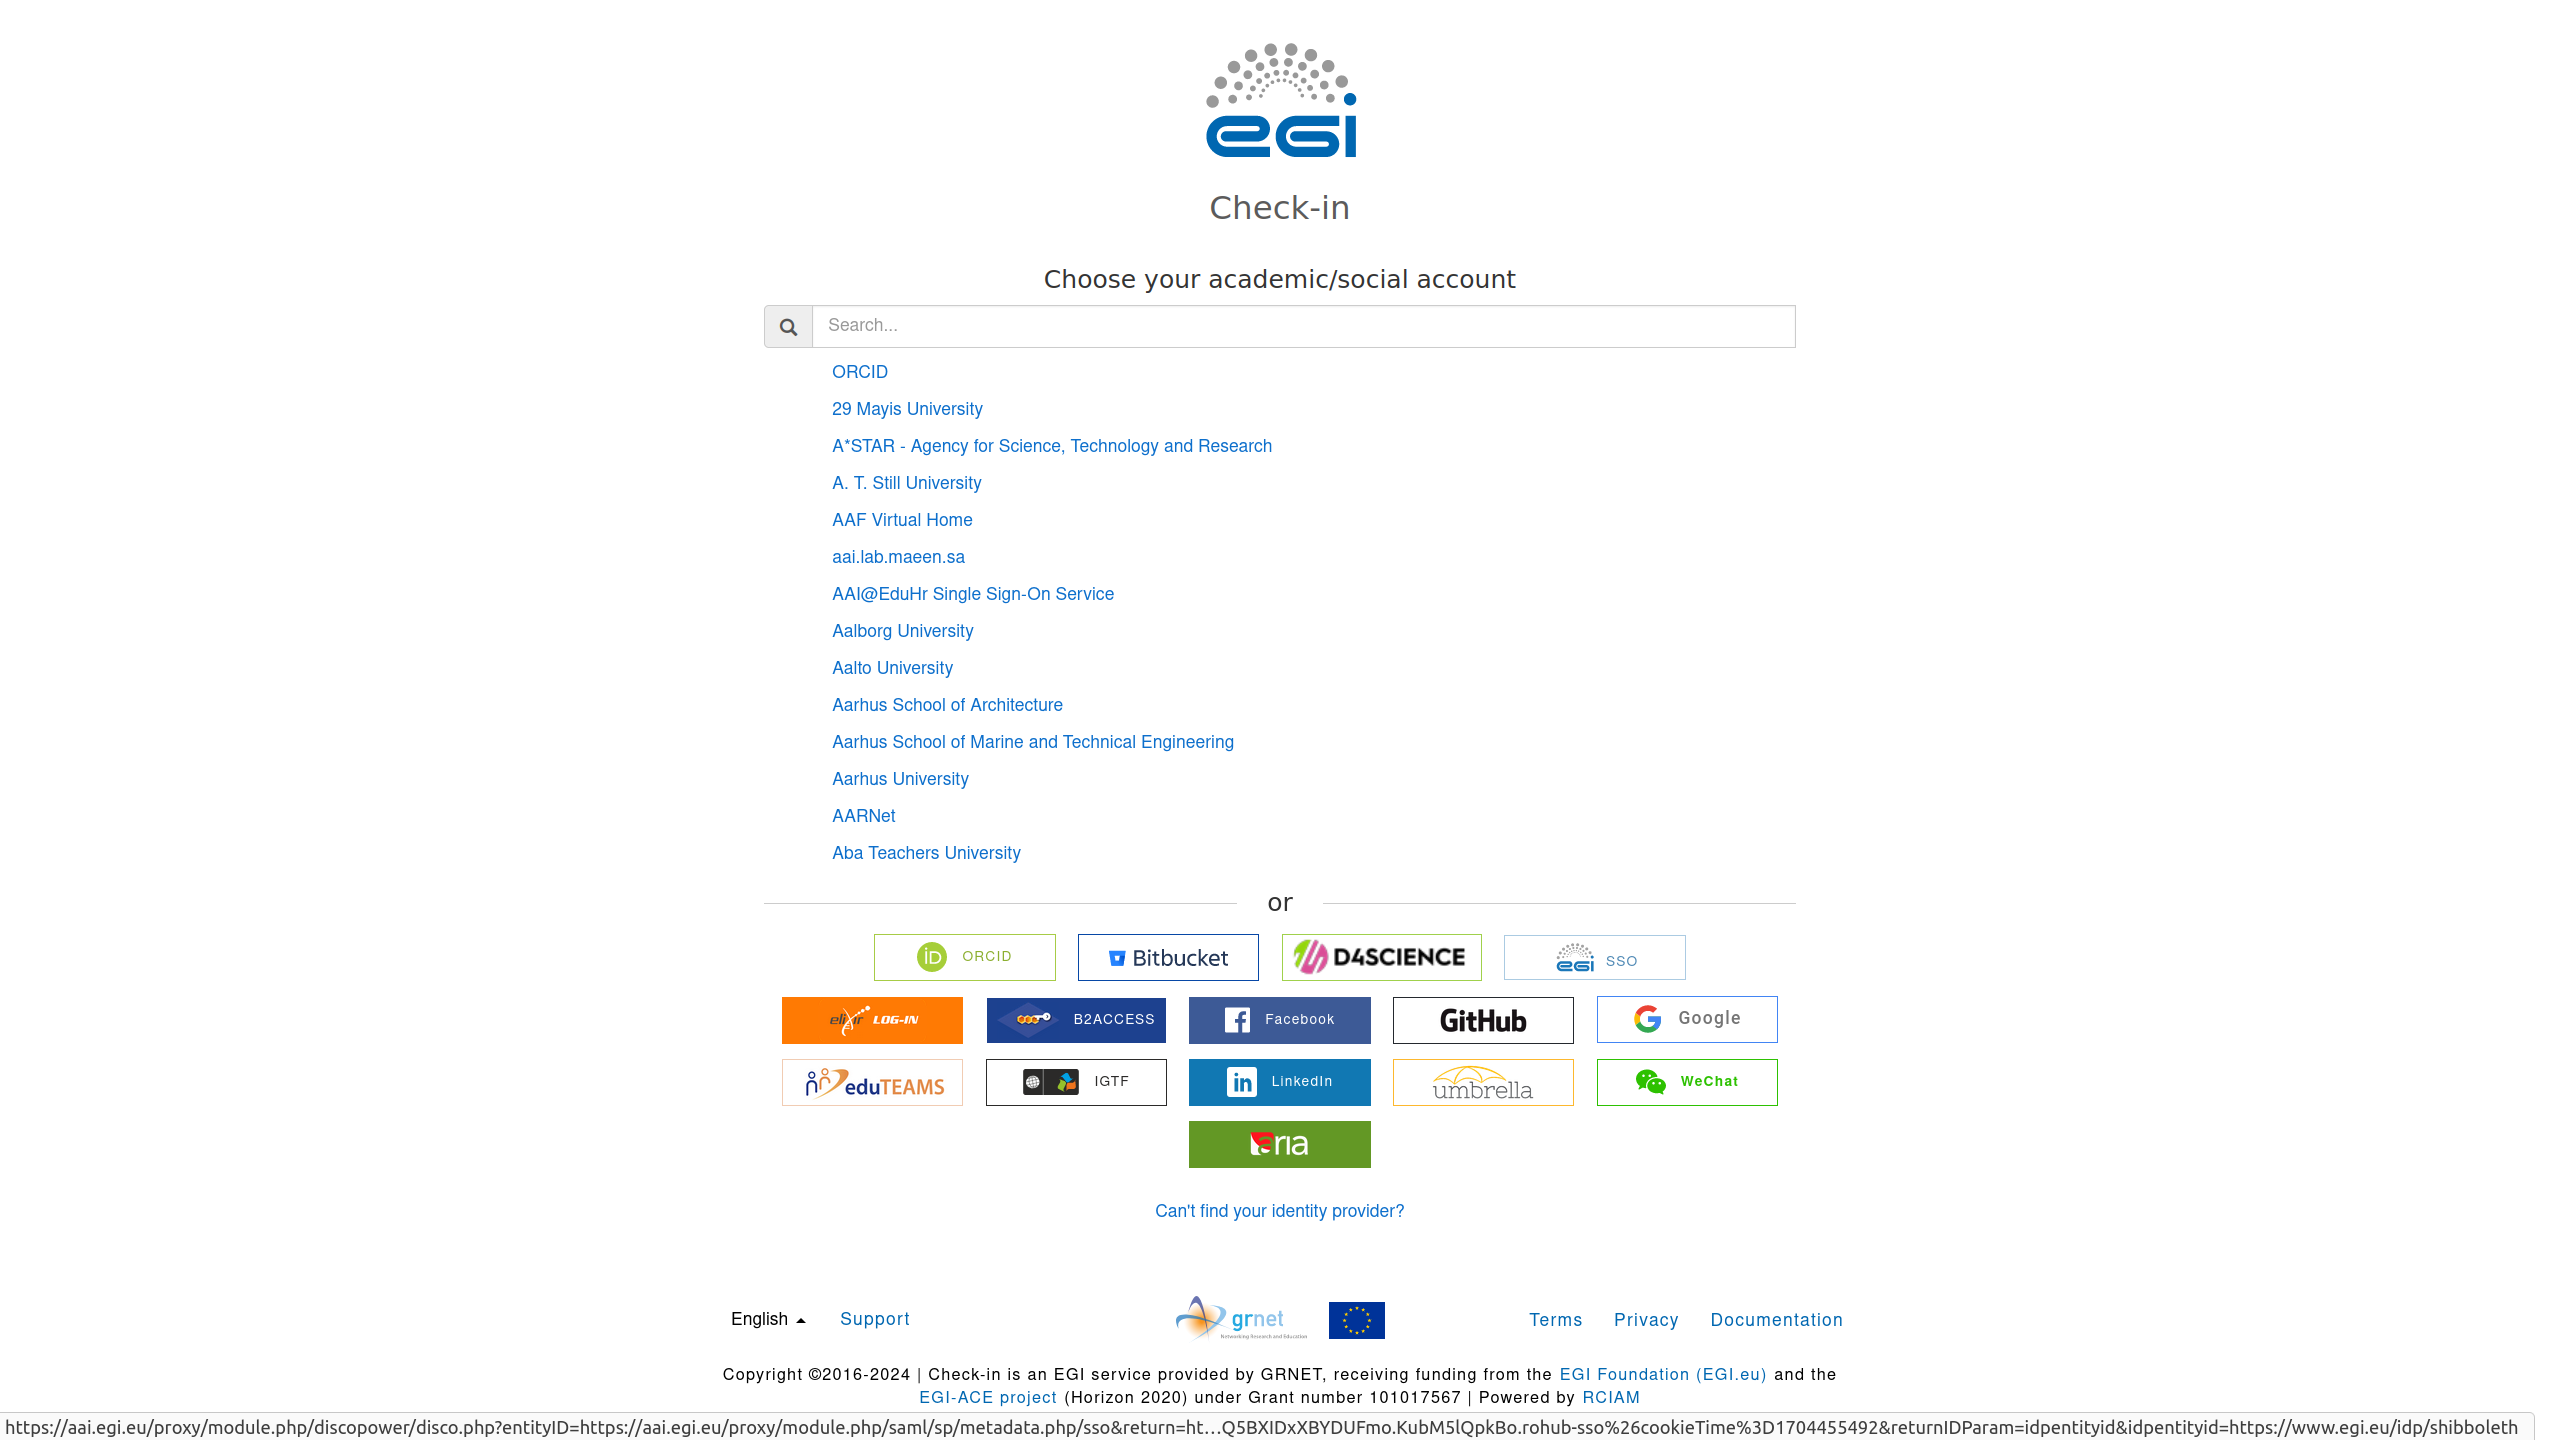 egi
Check-in
Choose your academic/social account
Search...
ORCID
29 Mayis University
A*STAR - Agency for Science, Technology and Research
A. T. Still University
AAF Virtual Home
aai.lab.maeen.sa
AAI@EduHr Single Sign-On Service
Aalborg University
Aalto University
Aarhus School of Architecture
Aarhus School of Marine and Technical Engineering
Aarhus University
AARNet
Aba Teachers University
or
iD ORCID Bitbucket D4SCIENCE egi SSO
elixir LOG-IN B2ACCESS Facebook GitHub Google
eduTEAMS IGTF in LinkedIn umbrella WeChat
aria
Can't find your identity provider?
English Support grnet Terms Privacy Documentation
Networking Research and Education
Copyright ©2016-2024 | Check-in is an EGI service provided by GRNET, receiving funding from the EGI Foundation (EGI.eu) and the
EGI-ACE project (Horizon 2020) under Grant number 101017567 | Powered by RCIAM
https://aai.egi.eu/proxy/module.php/discopower/disco.php?entityID=https://aai.egi.eu/proxy/module.php/saml/sp/metadata.php/sso&return=ht…Q5BXIDxXBYDUFmo.KubM5lQpkBo.rohub-sso%26cookieTime%3D1704455492&returnIDParam=idpentityid&idpentityid=https://www.egi.eu/idp/shibboleth